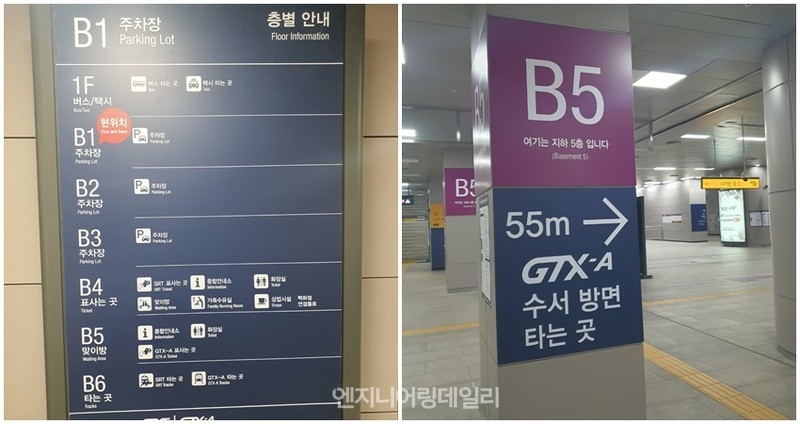 B1 주차장
Parking Lot
층별 안내
Floor Information
1F
버스/택시
Bus/Taxi
버스 타는 곳
택시 타는 곳
Taxi
현위치
You are here
B1
주차장
Parking Lot
P 주차장
Parking Lot
B2
주차장
Parking Lot
P 주차장
Parking Lot
B3
주차장
Parking Lot
P 주차장
Parking Lot
B4
표사는 곳
Ticket
SRT 표사는 곳
SRT Ticket
종합안내소
Information
화장실
Toilet
맞이방
Waiting Area
가족수유실
Family Nursing Room
상업시설
Shops
백화점
연결통로
B5
맞이방
Waiting Area
종합안내소
Information
화장실
Toilet
GTX-A 표사는 곳
GTX-A Ticket
B6
타는 곳
Tracks
SRT 타는 곳
SRT Tracks
GTX-A 타는 곳
GTX-A Tracks
GTX-A
B5
여기는 지하 5층 입니다
(Basement 5)
B5
55m →
GTX-A
수서 방면
타는 곳
엔지니어링데일리